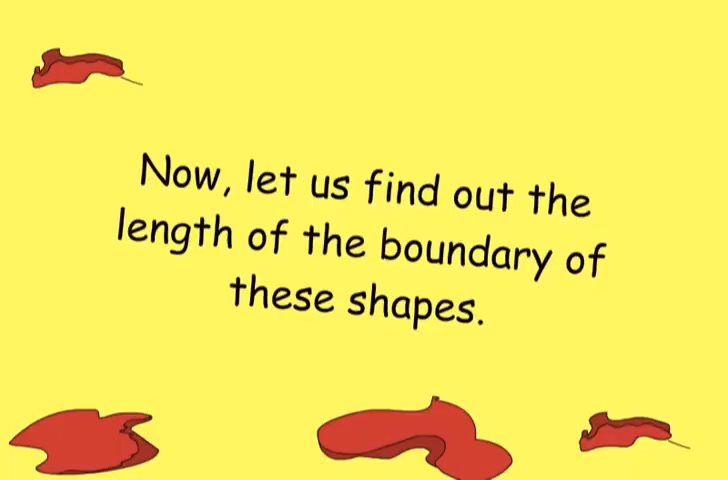 Now, let us find out the
length of the boundary of
these shapes.